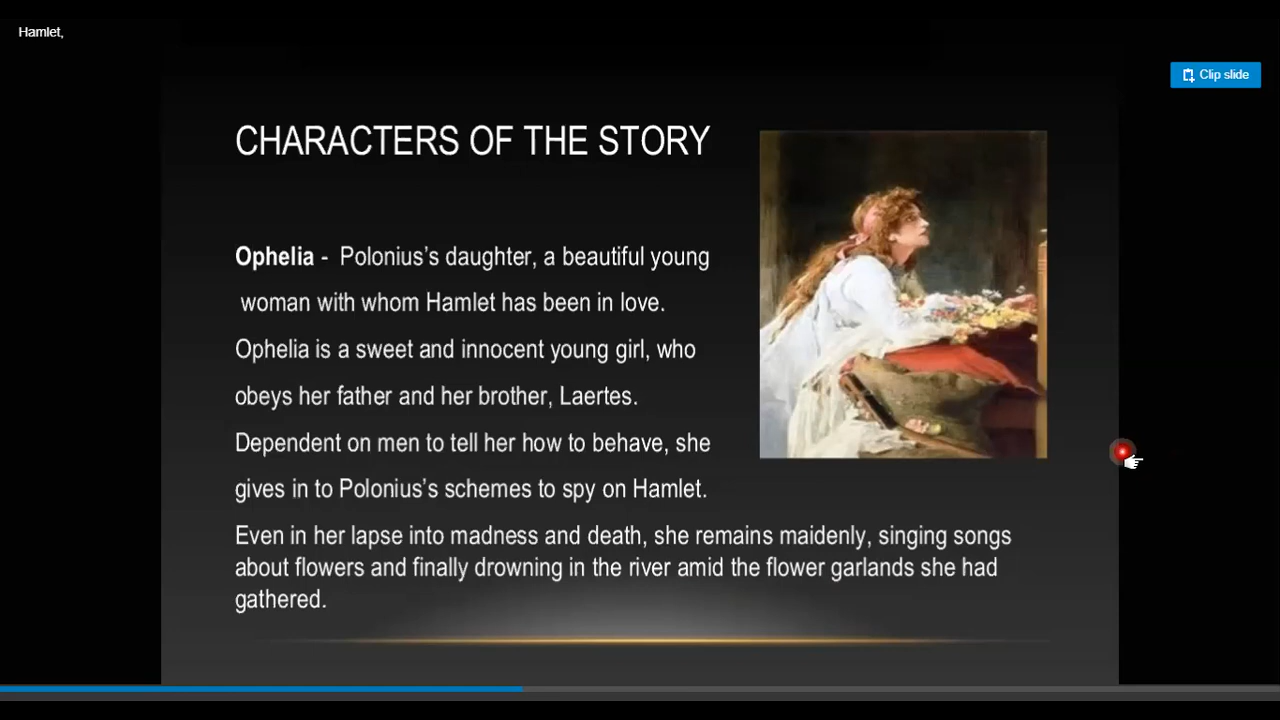 Hamlet,
Clip slide
CHARACTERS OF THE STORY
Ophelia - Polonius’s daughter, a beautiful young
woman with whom Hamlet has been in love.
Ophelia is a sweet and innocent young girl, who
obeys her father and her brother, Laertes.
Dependent on men to tell her how to behave, she
gives in to Polonius’s schemes to spy on Hamlet.
Even in her lapse into madness and death, she remains maidenly, singing songs
about flowers and finally drowning in the river amid the flower garlands she had
gathered.